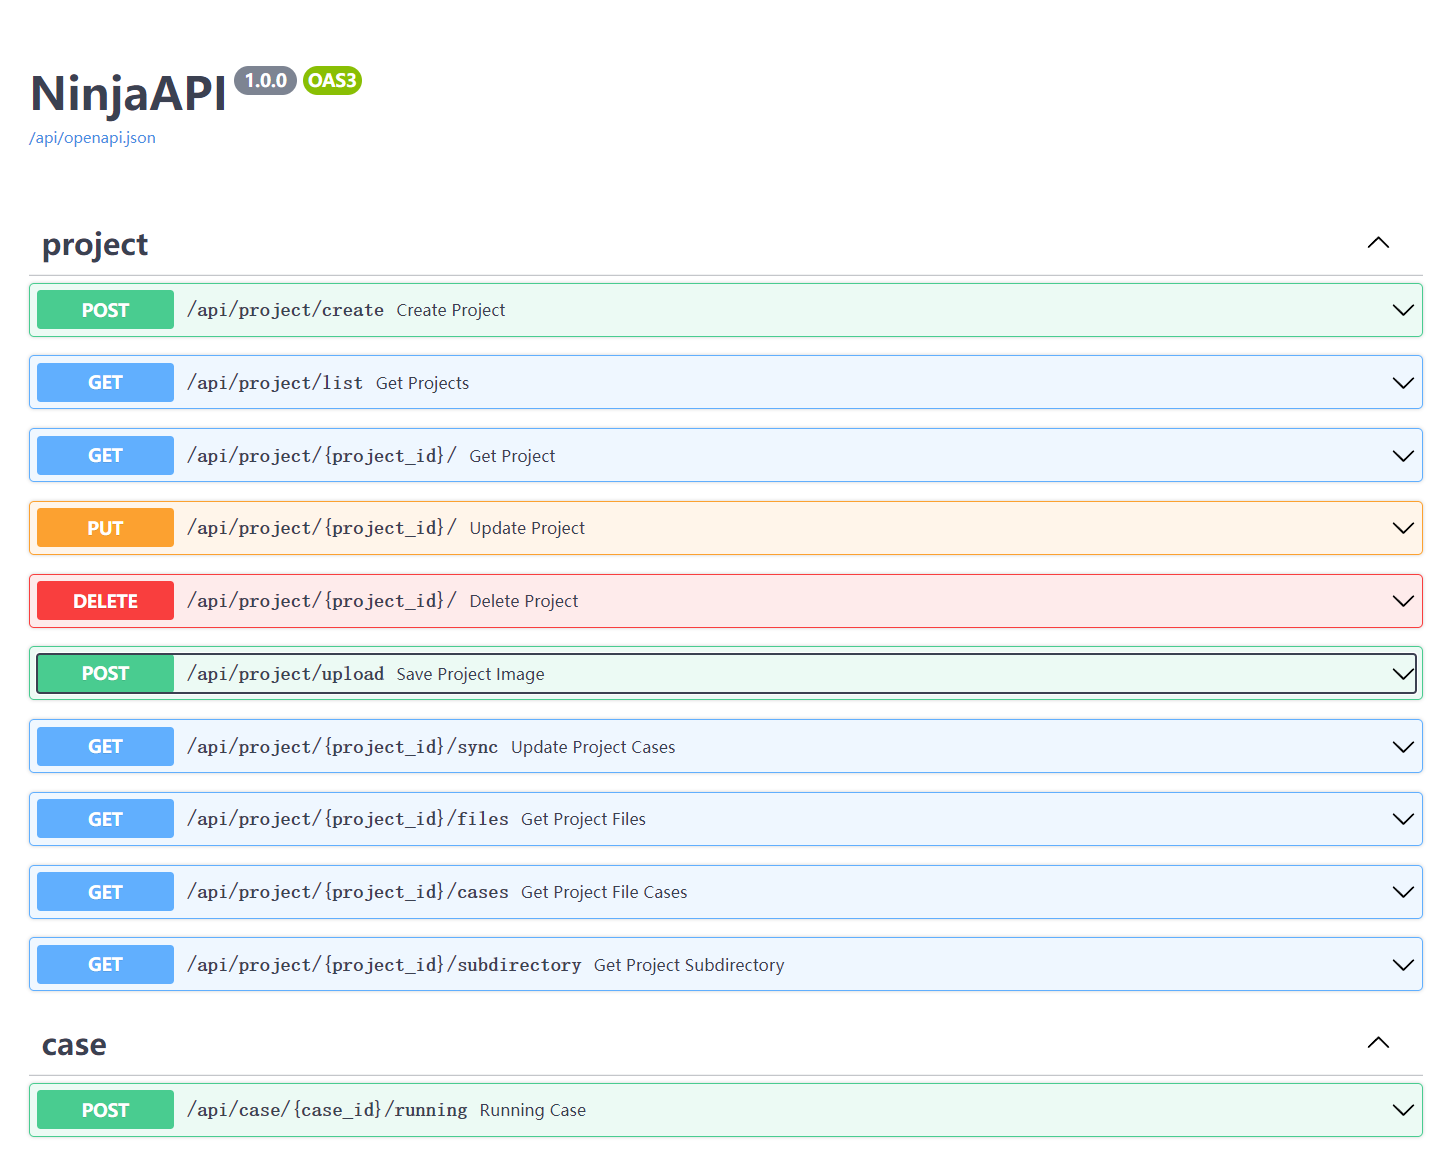 NinjaAPI 1.0.0 OAS3
/api/openapi.json
project
POST /api/project/create Create Project
GET /api/project/list Get Projects
GET /api/project/{project_id}/ Get Project
PUT /api/project/{project_id}/ Update Project
DELETE /api/project/{project_id}/ Delete Project
POST /api/project/upload Save Project Image
GET /api/project/{project_id}/sync Update Project Cases
GET /api/project/{project_id}/files Get Project Files
GET /api/project/{project_id}/cases Get Project File Cases
GET /api/project/{project_id}/subdirectory Get Project Subdirectory
case
POST /api/case/{case_id}/running Running Case